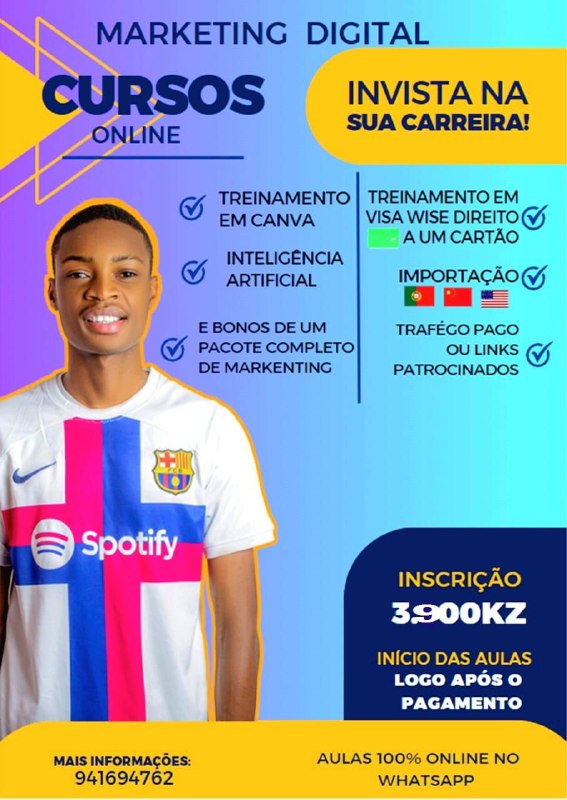 MARKETING DIGITAL
CURSOS
ONLINE
INVISTA NA
SUA CARREIRA!
TREINAMENTO
EM CANVA
INTELIGÊNCIA
ARTIFICIAL
E BONOS DE UM
PACOTE COMPLETO
DE MARKENTING
TREINAMENTO EM
VISA WISE DIREITO
A UM CARTÃO
IMPORTAÇÃO
TRAFÉGO PAGO
OU LINKS
PATROCINADOS
FCB
Spotify
INSCRIÇÃO
3.900KZ
INÍCIO DAS AULAS
LOGO APÓS O
PAGAMENTO
MAIS INFORMAÇÕES:
941694762
AULAS 100% ONLINE NO
WHATSAPP